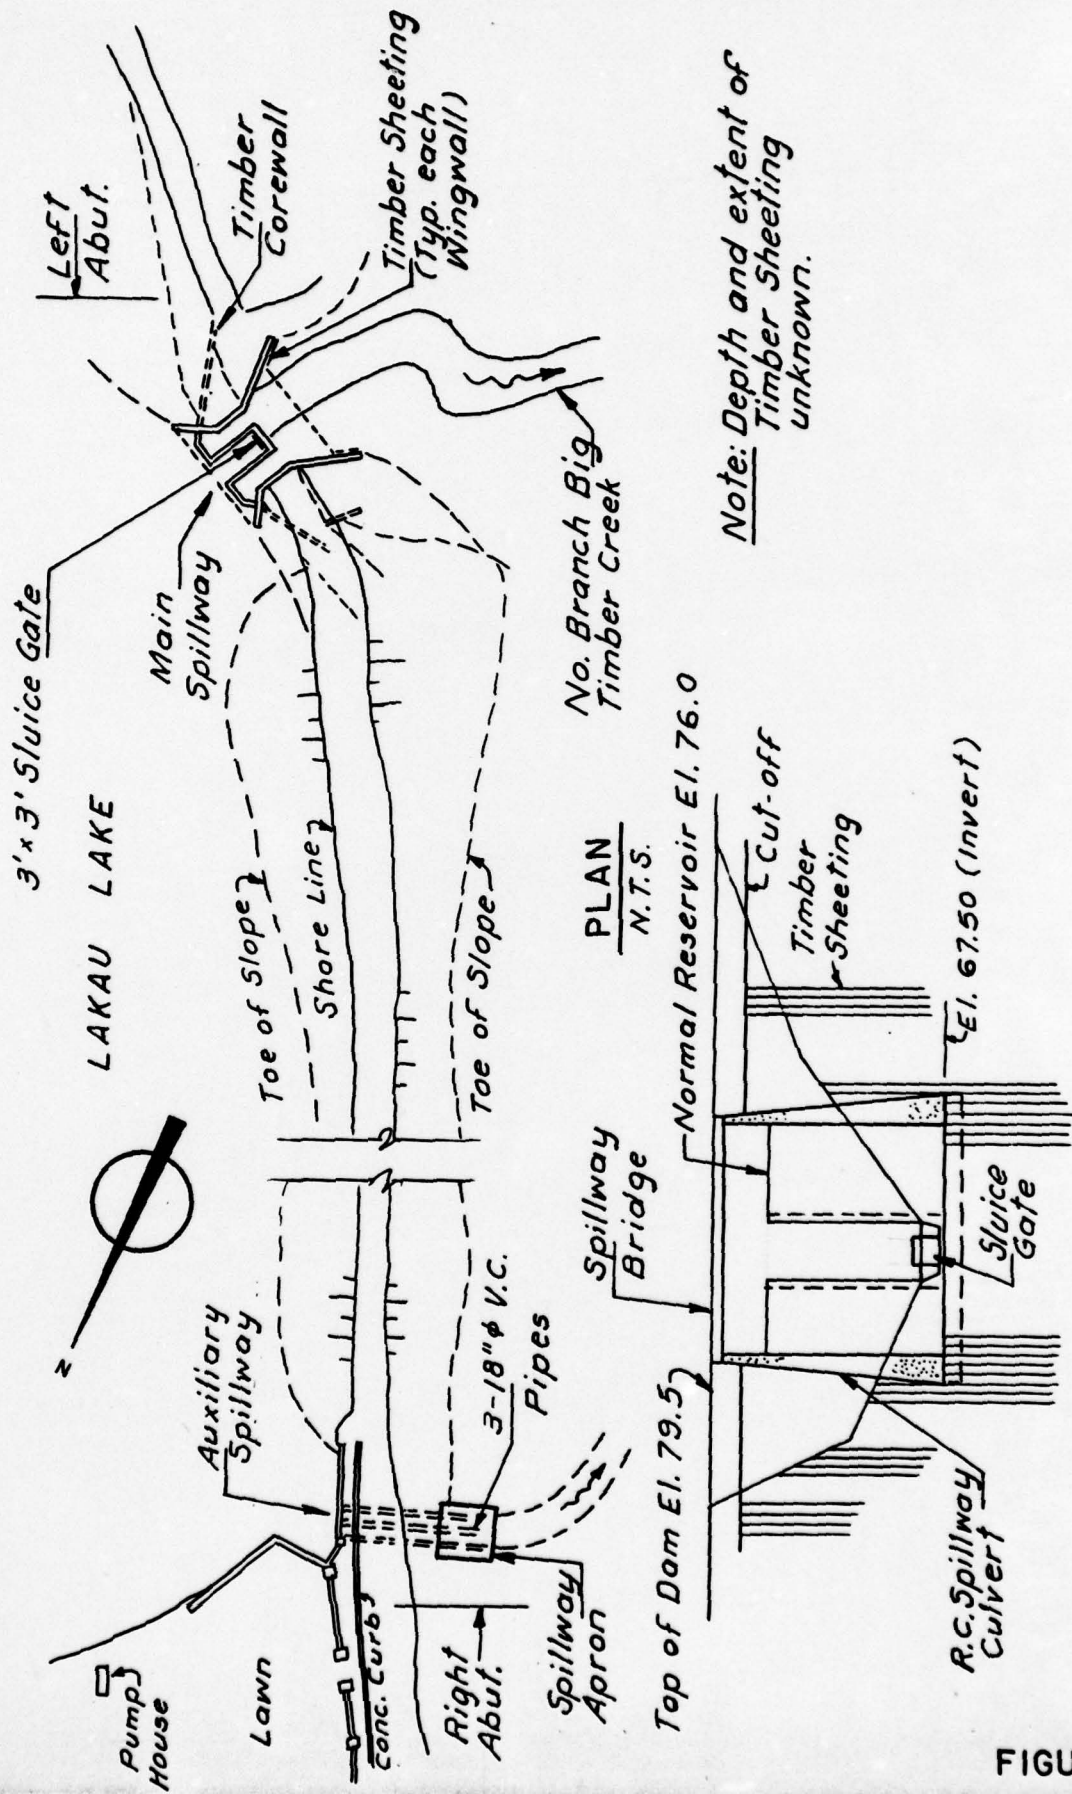 3'x3' Sluice Gate
LAKAU LAKE
Main
Spillway
Left
Abut.
Timber
Corewall
Timber Sheeting
(Typ. each
Wingwall)
Toe of Slope
Shore Line
Toe of Slope
No. Branch Big
Timber Creek
Note: Depth and extent of
Timber Sheeting
unknown.
N
Auxiliary
Spillway
3-18"φ V.C.
Pipes
Pump
House
Lawn
Conc. Curb
Right
Abut.
Spillway
Apron
PLAN
N.T.S.
Top of Dam El. 79.5
Spillway
Bridge
Normal Reservoir El. 76.0
Cut-off
Timber
Sheeting
El. 67.50 (Invert)
Sluice
Gate
R.C. Spillway
Culvert
FIGU